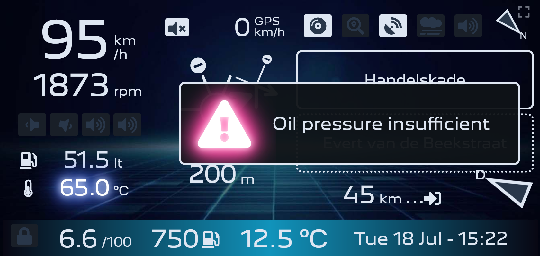 95 km/h
0 GPS km/h
N
1873 rpm
Handelskade
Oil pressure insufficient
51.5 lt
Evert van de Beekstraat
65.0 °C
200 m
D
45 km...
6.6 /100 750 12.5 °C Tue 18 Jul - 15:22